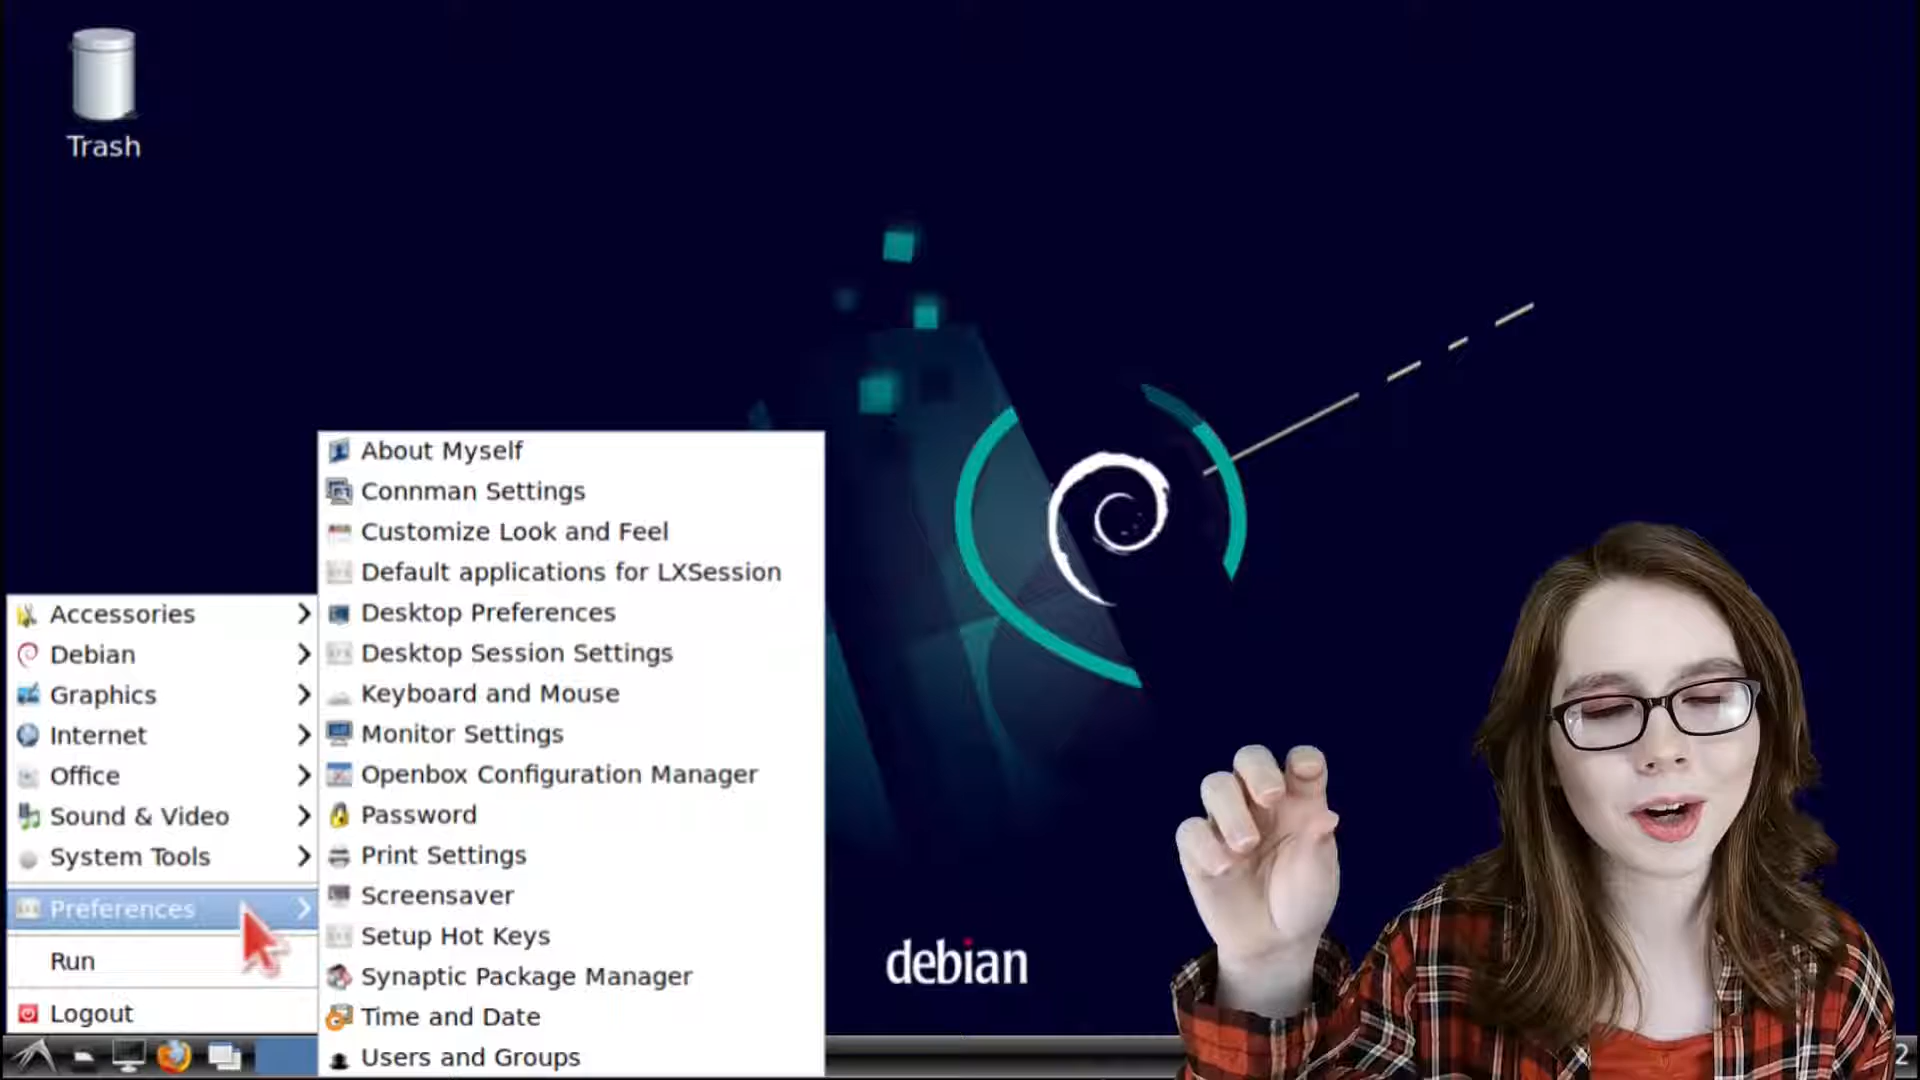 Trash
About Myself
Connman Settings
Customize Look and Feel
Default applications for LXSession
Desktop Preferences
Desktop Session Settings
Keyboard and Mouse
Monitor Settings
Openbox Configuration Manager
Password
Print Settings
Screensaver
Setup Hot Keys
Synaptic Package Manager
Time and Date
Users and Groups
Accessories
Debian
Graphics
Internet
Office
Sound & Video
System Tools
Preferences
Run
Logout
debian
2